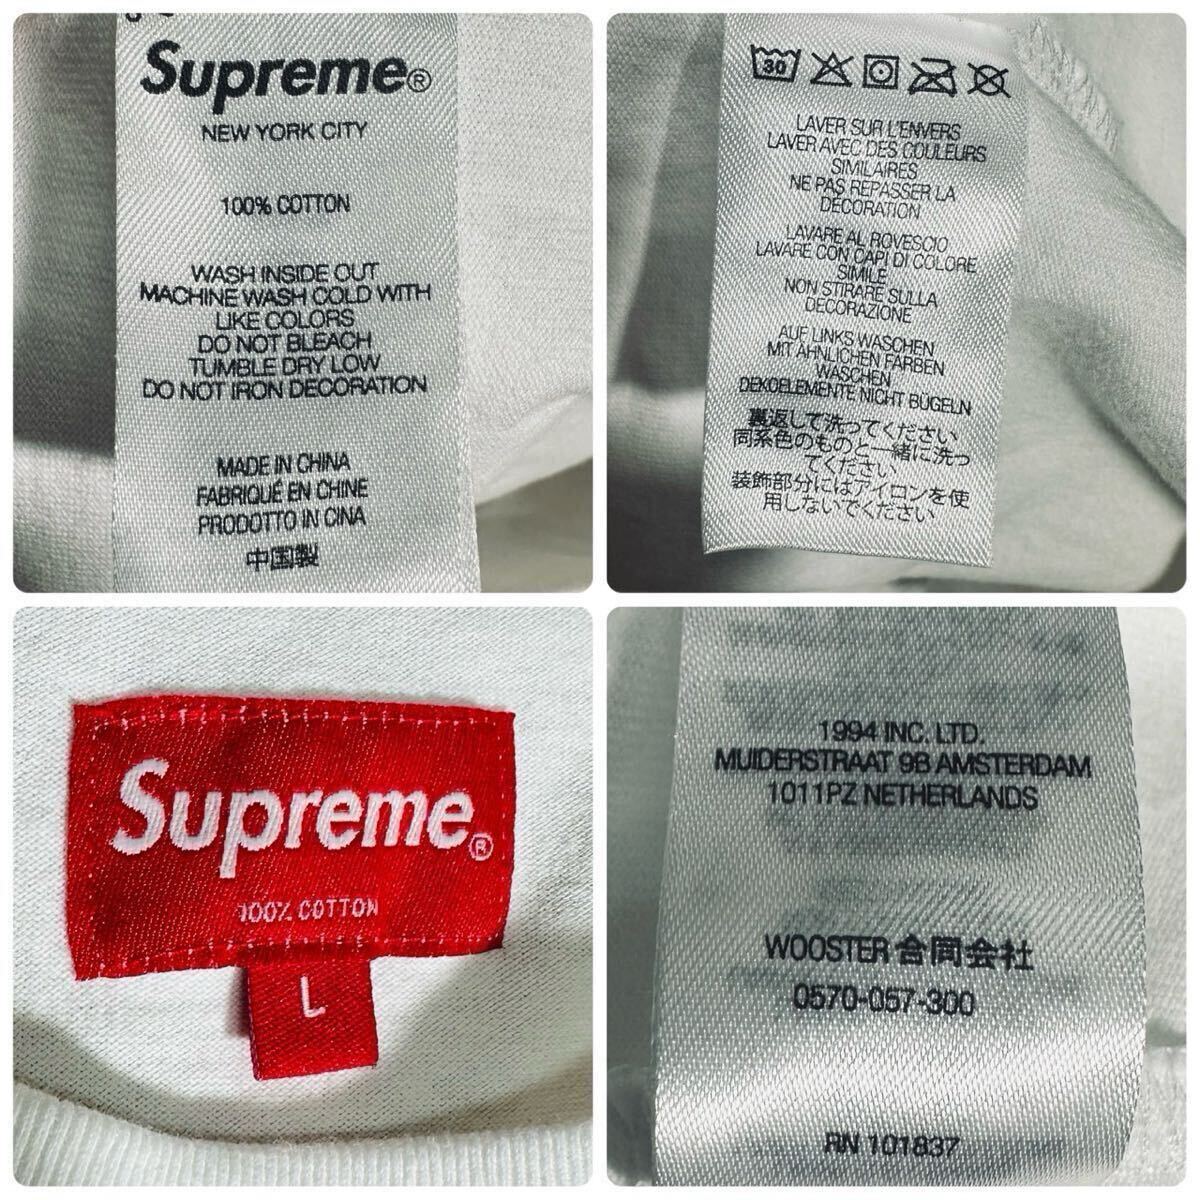 Supreme®
NEW YORK CITY
100% COTTON
WASH INSIDE OUT
MACHINE WASH COLD WITH
LIKE COLORS
DO NOT BLEACH
TUMBLE DRY LOW
DO NOT IRON DECORATION
MADE IN CHINA
FABRIQUÉ EN CHINE
PRODOTTO IN CINA
中国製
30
LAVER SUR L'ENVERS
LAVER AVEC DES COULEURS
SIMILAIRES
NE PAS REPASSER LA
DÉCORATION
LAVARE AL ROVESCIO
LAVARE CON CAPI DI COLORE
SIMILE
NON STIRARE SULLA
DECORAZIONE
AUF LINKS WASCHEN
MIT ÄHNLICHEN FARBEN
WASCHEN
DEKOELEMENTE NICHT BÜGELN
裏返して洗ってください
同系色のものと一緒に洗っ
てください
装飾部分にはアイロンを使
用しないでください
Supreme®
100% COTTON
L
1994 INC. LTD.
MUIDERSTRAAT 9B AMSTERDAM
1011PZ NETHERLANDS
WOOSTER 合同会社
0570-057-300
RN 101837